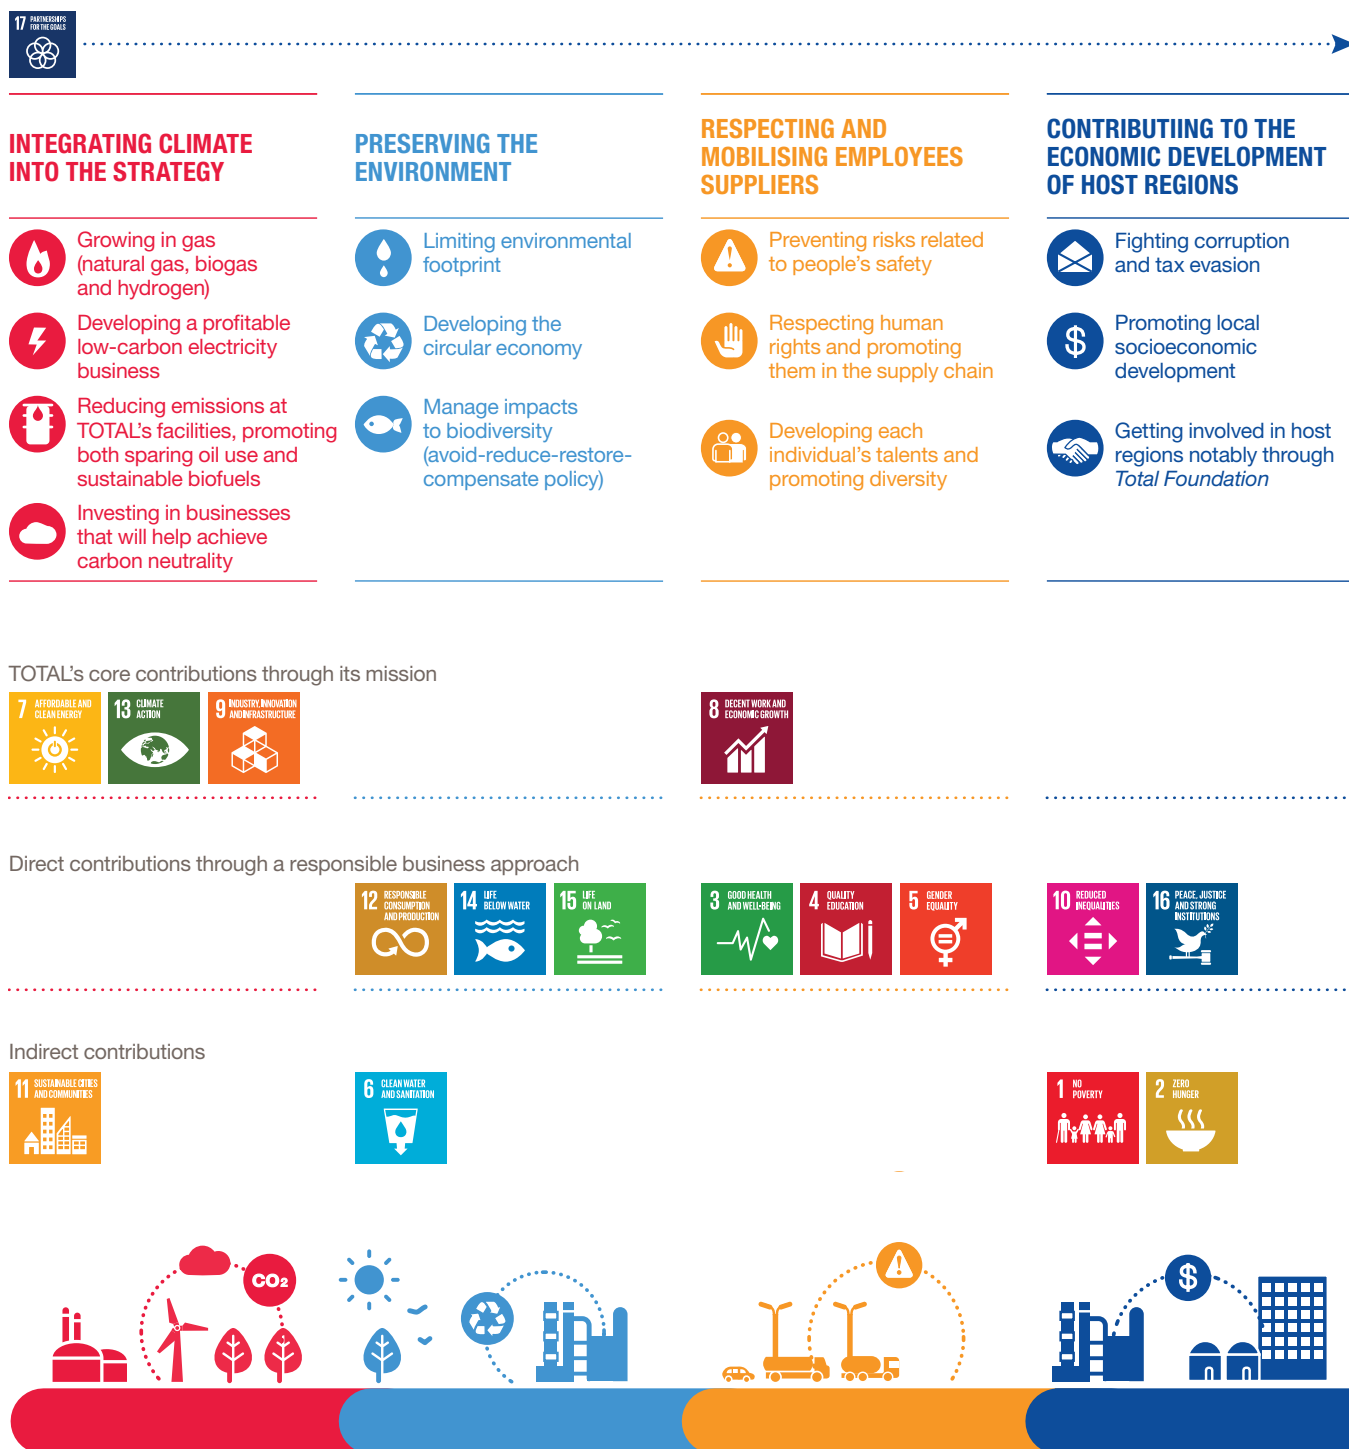 17 PARTNERSHIPS
FOR THE GOALS
INTEGRATING CLIMATE
INTO THE STRATEGY
Growing in gas
(natural gas, biogas
and hydrogen)
Developing a profitable
low-carbon electricity
business
Reducing emissions at
TOTAL's facilities, promoting
both sparing oil use and
sustainable biofuels
Investing in businesses
that will help achieve
carbon neutrality
PRESERVING THE
ENVIRONMENT
Limiting environmental
footprint
Developing the
circular economy
Manage impacts
to biodiversity
(avoid-reduce-restore-
compensate policy)
RESPECTING AND
MOBILISING EMPLOYEES
SUPPLIERS
Preventing risks related
to people's safety
Respecting human
rights and promoting
them in the supply chain
Developing each
individual's talents and
promoting diversity
CONTRIBUTIING TO THE
ECONOMIC DEVELOPMENT
OF HOST REGIONS
Fighting corruption
and tax evasion
$
Promoting local
socioeconomic
development
Getting involved in host
regions notably through
Total Foundation
TOTAL's core contributions through its mission
7 AFFORDABLE AND
CLEAN ENERGY
13 CLIMATE
ACTION
9 INDUSTRY, INNOVATION
AND INFRASTRUCTURE
8 DECENT WORK AND
ECONOMIC GROWTH
Direct contributions through a responsible business approach
12 RESPONSIBLE
CONSUMPTION
AND PRODUCTION
14 LIFE
BELOW WATER
15 LIFE
ON LAND
3 GOOD HEALTH
AND WELL-BEING
4 QUALITY
EDUCATION
5 GENDER
EQUALITY
10 REDUCED
INEQUALITIES
16 PEACE, JUSTICE
AND STRONG
INSTITUTIONS
Indirect contributions
11 SUSTAINABLE CITIES
AND COMMUNITIES
6 CLEAN WATER
AND SANITATION
1 NO
POVERTY
2 ZERO
HUNGER
CO2
$